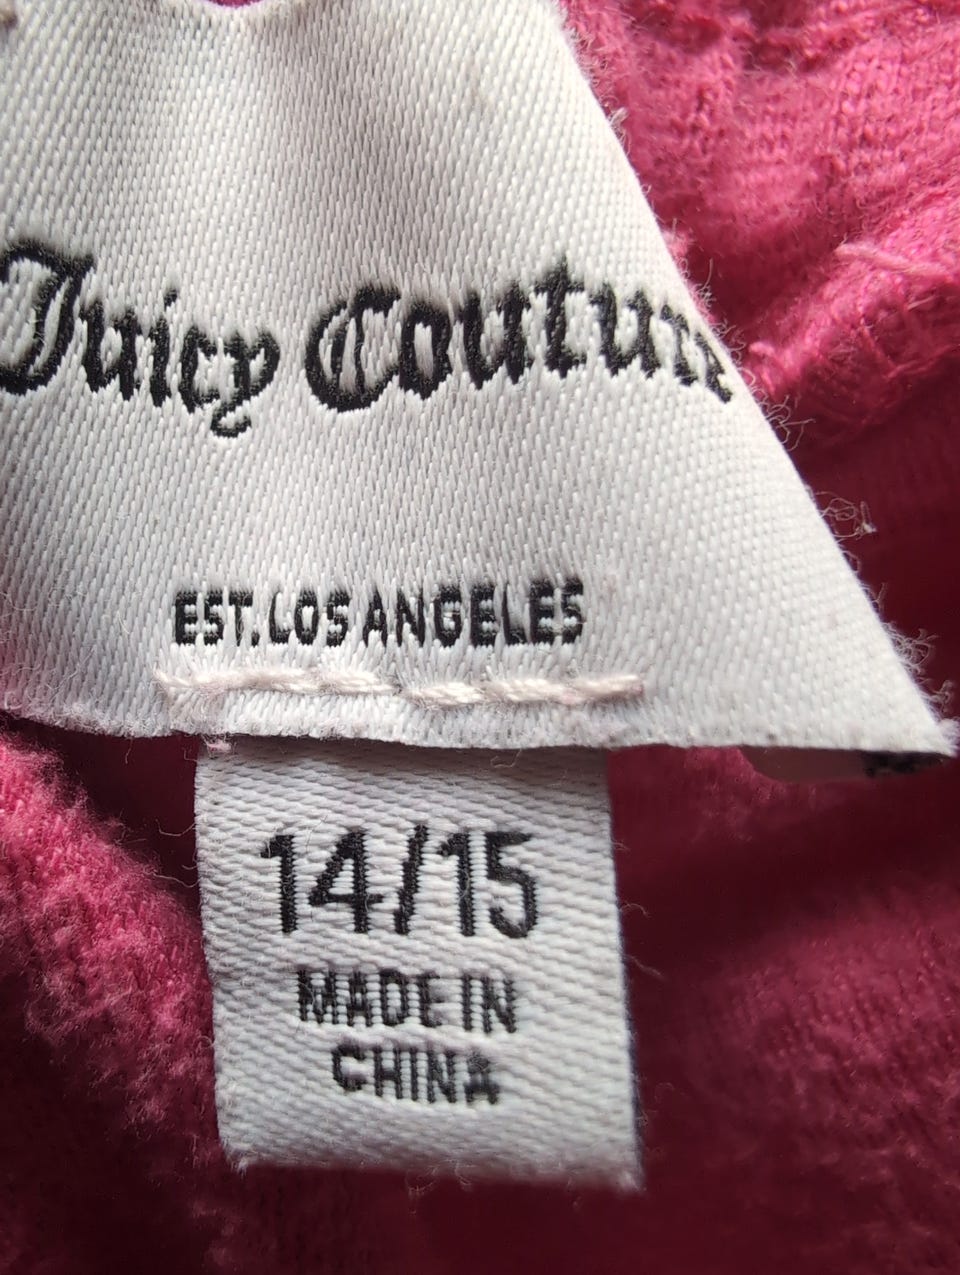 Juicy Couture
EST. LOS ANGELES
14/15
MADE IN
CHINA